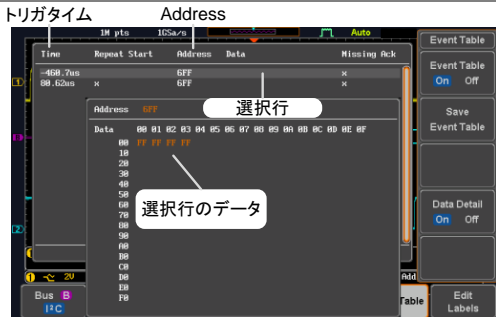 トリガタイム Address
1M pts 1GSa/s Auto
Time Repeat Start Address Data Missing Ack
-460.7us 6FF x
80.62us x 6FF x
選択行
Address 6FF
Data 00 01 02 03 04 05 06 07 08 09 0A 0B 0C 0D 0E 0F
00 FF FF FF FF
10
20
30
40
50
60
70
80
90
A0
B0
C0
D0
E0
F0
選択行のデータ
1 2V
Bus B
I²C
Event Table
Event Table
On Off
Save
Event Table
Data Detail
On Off
Edit
Labels